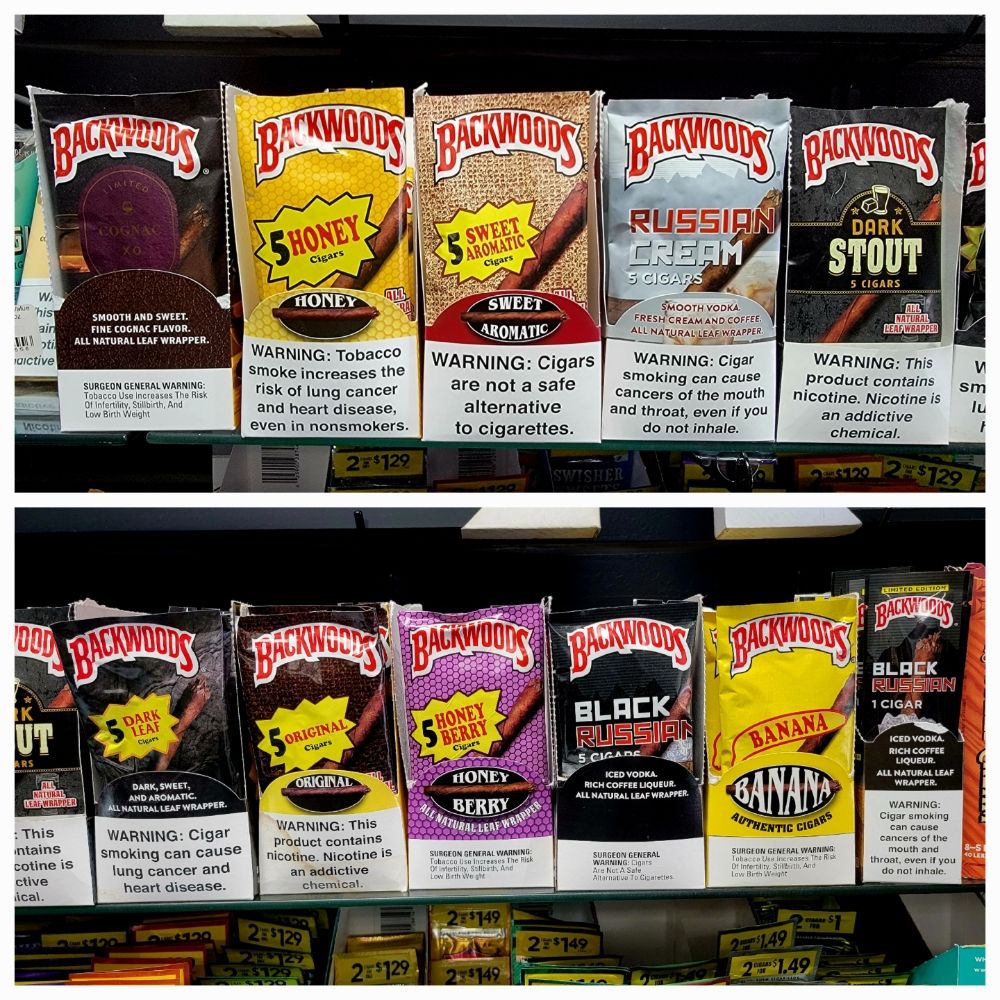 BACKWOODS
LIMITED
COGNAC
XO
SMOOTH AND SWEET.
FINE COGNAC FLAVOR.
ALL NATURAL LEAF WRAPPER.
SURGEON GENERAL WARNING:
Tobacco Use Increases The Risk
Of Infertility, Stillbirth, And
Low Birth Weight
BACKWOODS
5 HONEY
Cigars
HONEY
WARNING: Tobacco
smoke increases the
risk of lung cancer
and heart disease,
even in nonsmokers.
BACKWOODS
5 SWEET
AROMATIC
Cigars
SWEET
AROMATIC
WARNING: Cigars
are not a safe
alternative
to cigarettes.
BACKWOODS
RUSSIAN
CREAM
5 CIGARS
SMOOTH VODKA.
FRESH CREAM AND COFFEE.
ALL NATURAL LEAF WRAPPER.
WARNING: Cigar
smoking can cause
cancers of the mouth
and throat, even if you
do not inhale.
BACKWOODS
DARK
STOUT
5 CIGARS
ALL
NATURAL
LEAF WRAPPER
WARNING: This
product contains
nicotine. Nicotine is
an addictive
chemical.
2 $1.29
SWISHER
2 $1.29
2 $1.29
UT
ALL
NATURAL
LEAF WRAPPER
: This
ntains
cotine is
ctive
ical.
BACKWOODS
5 DARK
LEAF
Cigars
DARK, SWEET,
AND AROMATIC.
ALL NATURAL LEAF WRAPPER.
WARNING: Cigar
smoking can cause
lung cancer and
heart disease.
BACKWOODS
5 ORIGINAL
Cigars
ORIGINAL
WARNING: This
product contains
nicotine. Nicotine is
an addictive
chemical.
BACKWOODS
5 HONEY
BERRY
Cigars
HONEY
BERRY
ALL NATURAL LEAF WRAPPER
SURGEON GENERAL WARNING:
Tobacco Use Increases The Risk
Of Infertility, Stillbirth, And
Low Birth Weight
BACKWOODS
BLACK
RUSSIAN
5 CIGARS
ICED VODKA.
RICH COFFEE LIQUEUR.
ALL NATURAL LEAF WRAPPER.
SURGEON GENERAL
WARNING: Cigars
Are Not A Safe
Alternative To Cigarettes.
BACKWOODS
BANANA
BANANA
AUTHENTIC CIGARS
SURGEON GENERAL WARNING:
Tobacco Use Increases The Risk
Of Infertility, Stillbirth, And
Low Birth Weight
LIMITED EDITION
BACKWOODS
BLACK
RUSSIAN
1 CIGAR
ICED VODKA.
RICH COFFEE
LIQUEUR.
ALL NATURAL LEAF
WRAPPER.
WARNING:
Cigar smoking
can cause
cancers of the
mouth and
throat, even if you
do not inhale.
2 $1.29
2 $1.29
2 $1.29
2 $1.29
2 $1.49
2 $1.49
2 $1.49
2 $1.49
2 CIGARS FOR $1.49
2 CIGARS FOR $1